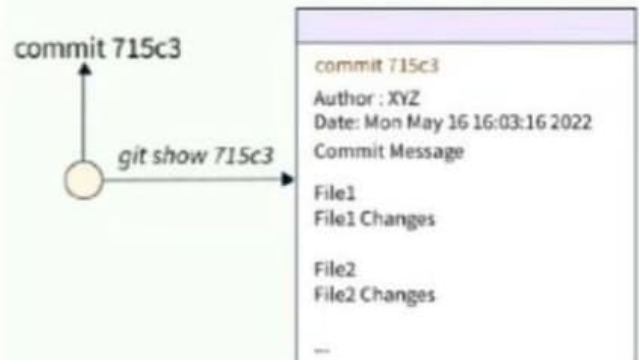 commit 715c3
git show 715c3
commit 715c3
Author : XYZ
Date: Mon May 16 16:03:16 2022
Commit Message
File1
File1 Changes
File2
File2 Changes
...